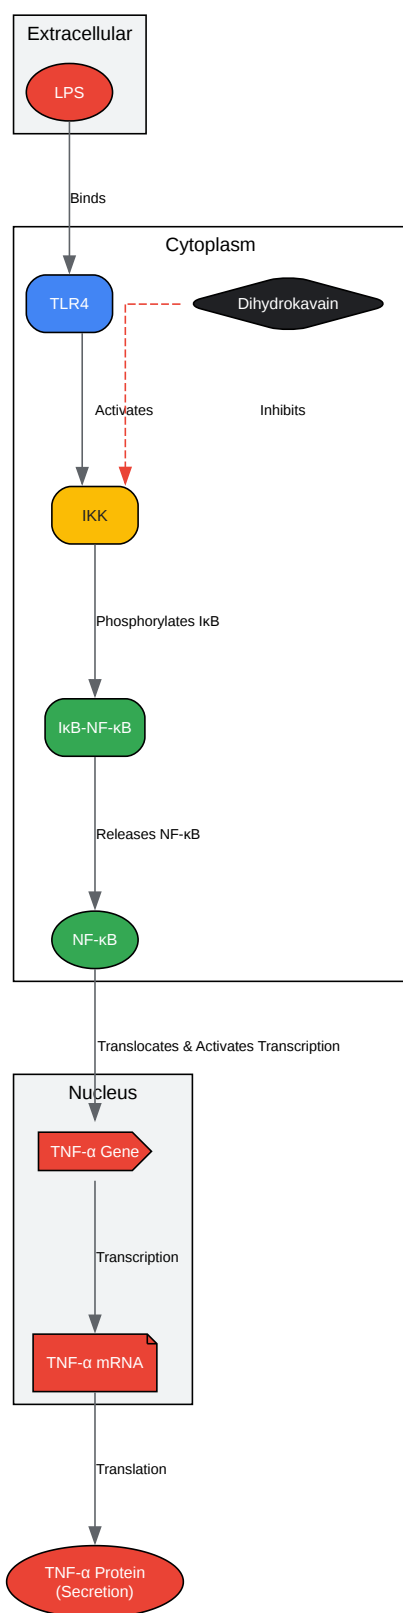 Extracellular
LPS
Binds
Cytoplasm
TLR4
Dihydrokavain
Activates
Inhibits
IKK
Phosphorylates IκB
IκB-NF-κB
Releases NF-κB
NF-κB
Translocates & Activates Transcription
Nucleus
TNF-α Gene
Transcription
TNF-α mRNA
Translation
TNF-α Protein
(Secretion)